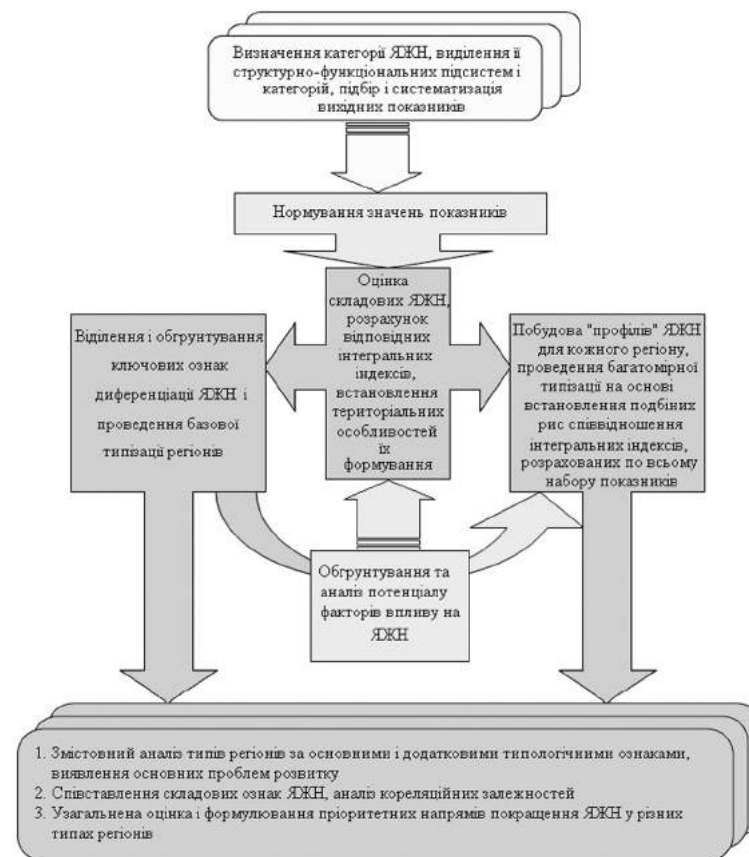 Визначення категорії ЯЖН, виділення її
структурно-функціональних підсистем і
категорій, підбір і систематизація
вихідних показників
Нормування значень показників
Оцінка
складових ЯЖН,
розрахунок
відповідних
інтегральних
індексів,
встановлення
територіальних
особливостей
їх
формування
Віділення і обгрунтування
ключових ознак
диференціації ЯЖН і
проведення базової
типізації регіонів
Побудова "профілів" ЯЖН
для кожного регіону,
проведення багатомірної
типізації на основі
встановлення подбіних
рис співвідношення
інтегральних індексів,
розрахованих по всьому
набору показників
Обгрунтування та
аналіз потенціалу
факторів впливу на
ЯЖН
1. Змістовний аналіз типів регіонів за основними і додатковими типологічними ознаками,
виявлення основних проблем розвитку
2. Співставлення складових ознак ЯЖН, аналіз кореляційних залежностей
3. Узагальнена оцінка і формулювання пріоритетних напрямів покращення ЯЖН у різних
типах регіонів